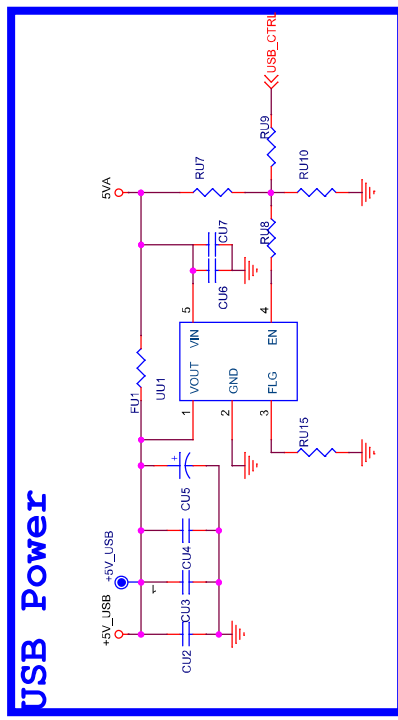 USB Power
+5V_USB
+5V_USB
5VA
FU1
1
UU1
CU2
CU3
CU4
CU5
1
VOUT
VIN
5
CU6
CU7
RU7
2
GND
3
FLG
EN
4
RU8
RU9
USB_CTRL
RU15
RU10